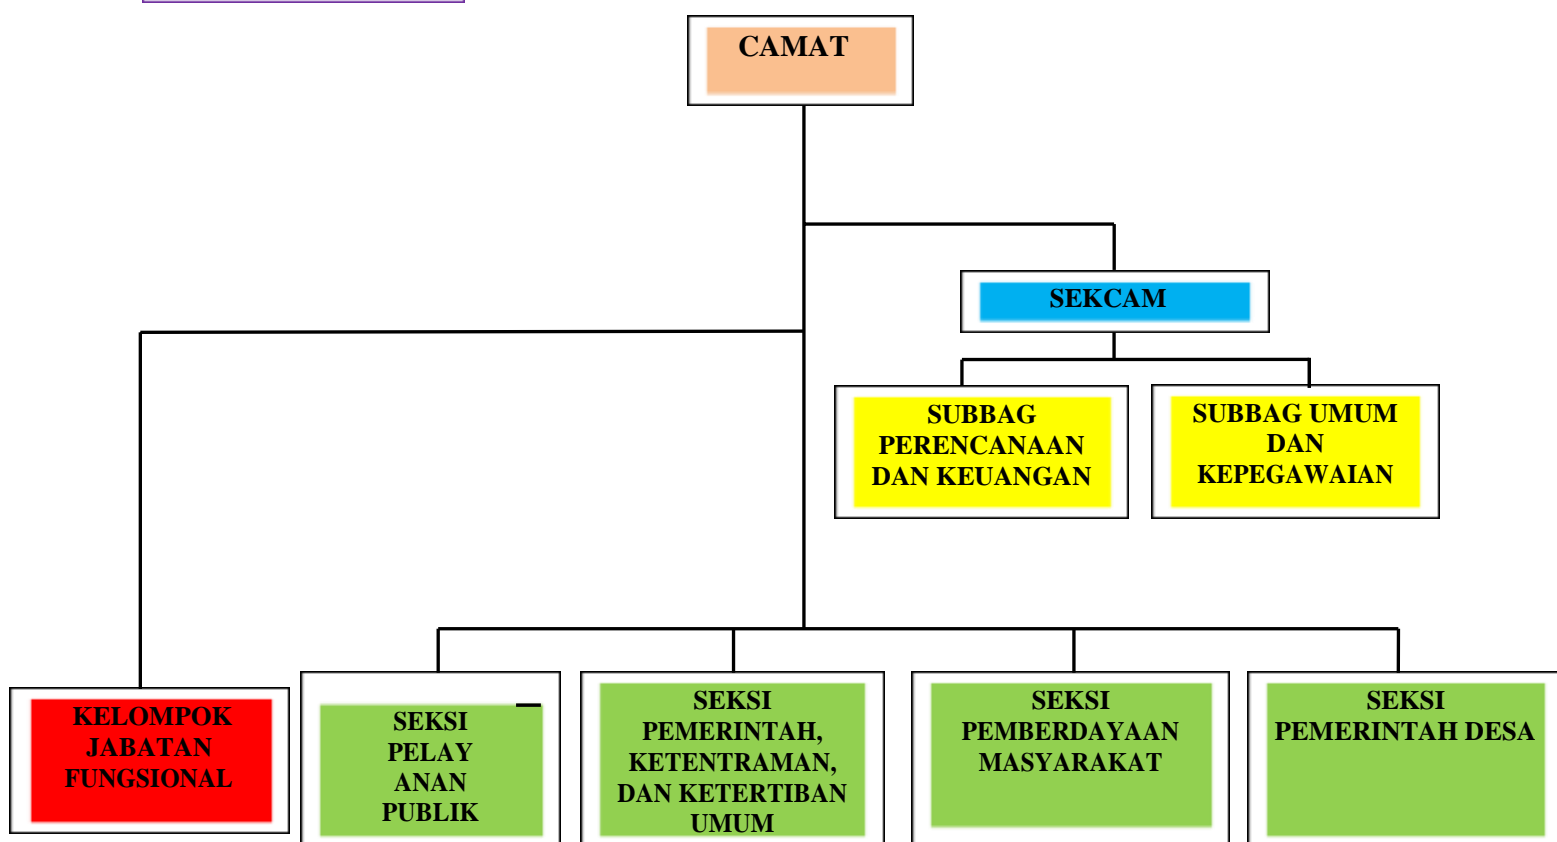 CAMAT
SEKCAM
SUBBAG
PERENCANAAN
DAN KEUANGAN
SUBBAG UMUM
DAN
KEPEGAWAIAN
KELOMPOK
JABATAN
FUNGSIONAL
SEKSI
PELAY
ANAN
PUBLIK
SEKSI
PEMERINTAH,
KETENTRAMAN,
DAN KETERTIBAN
UMUM
SEKSI
PEMBERDAYAAN
MASYARAKAT
SEKSI
PEMERINTAH DESA